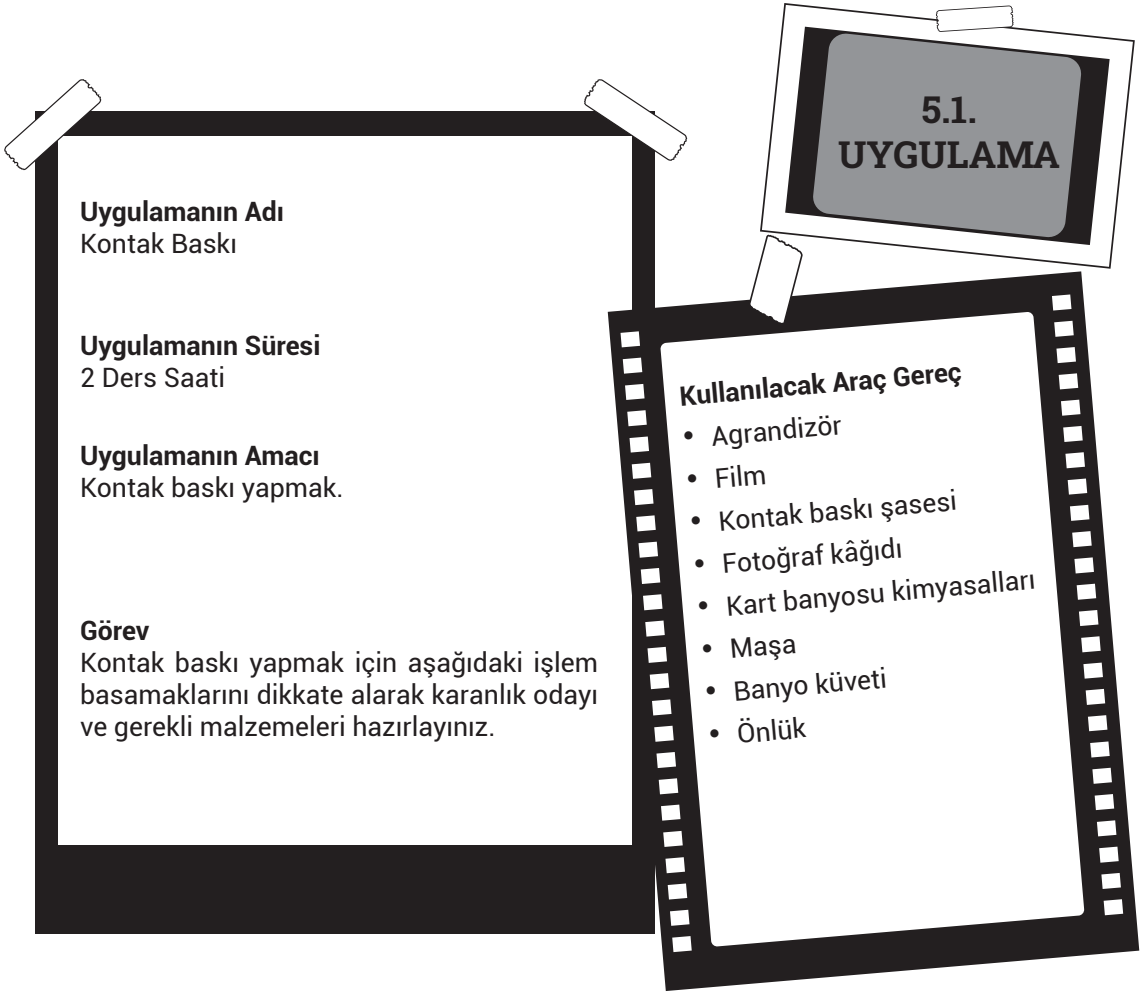 5.1.
UYGULAMA
Uygulamanın Adı
Kontak Baskı
Uygulamanın Süresi
2 Ders Saati
Uygulamanın Amacı
Kontak baskı yapmak.
Görev
Kontak baskı yapmak için aşağıdaki işlem
basamaklarını dikkate alarak karanlık odayı
ve gerekli malzemeleri hazırlayınız.
Kullanılacak Araç Gereç
• Agrandizör
• Film
• Kontak baskı şasesi
• Fotoğraf kâğıdı
• Kart banyosu kimyasalları
• Maşa
• Banyo küveti
• Önlük